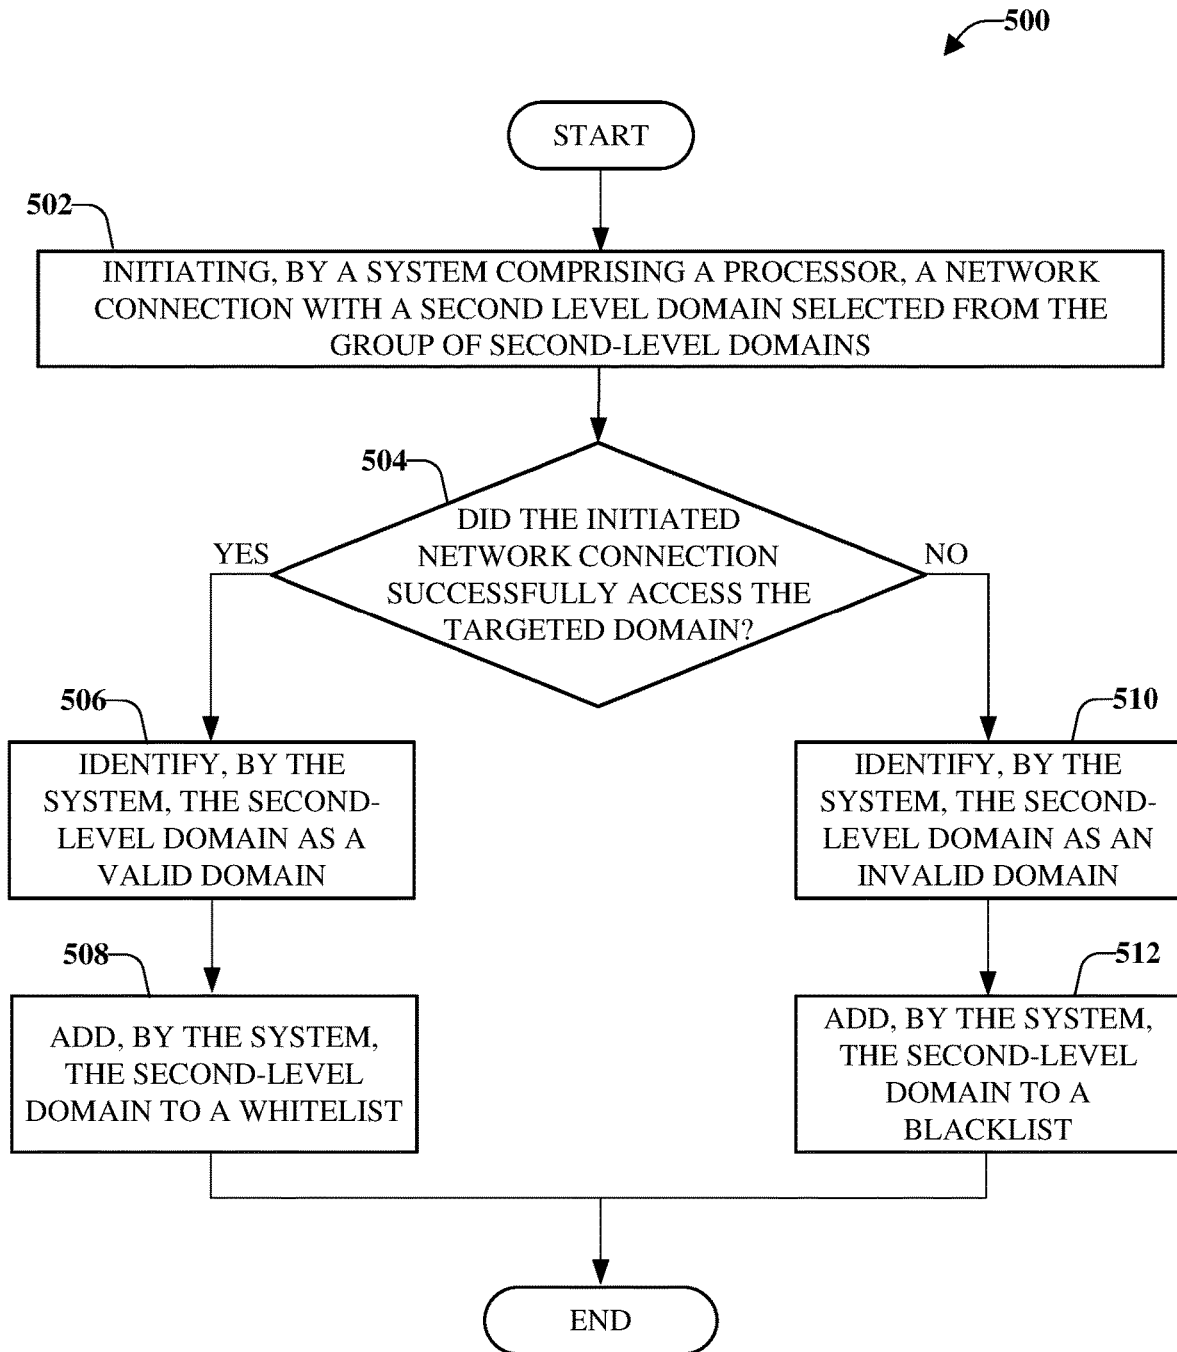 500
START
502
INITIATING, BY A SYSTEM COMPRISING A PROCESSOR, A NETWORK
CONNECTION WITH A SECOND LEVEL DOMAIN SELECTED FROM THE
GROUP OF SECOND-LEVEL DOMAINS
504
DID THE INITIATED
NETWORK CONNECTION
SUCCESSFULLY ACCESS THE
TARGETED DOMAIN?
YES
NO
506
IDENTIFY, BY THE
SYSTEM, THE SECOND-
LEVEL DOMAIN AS A
VALID DOMAIN
510
IDENTIFY, BY THE
SYSTEM, THE SECOND-
LEVEL DOMAIN AS AN
INVALID DOMAIN
508
ADD, BY THE SYSTEM,
THE SECOND-LEVEL
DOMAIN TO A WHITELIST
512
ADD, BY THE SYSTEM,
THE SECOND-LEVEL
DOMAIN TO A
BLACKLIST
END